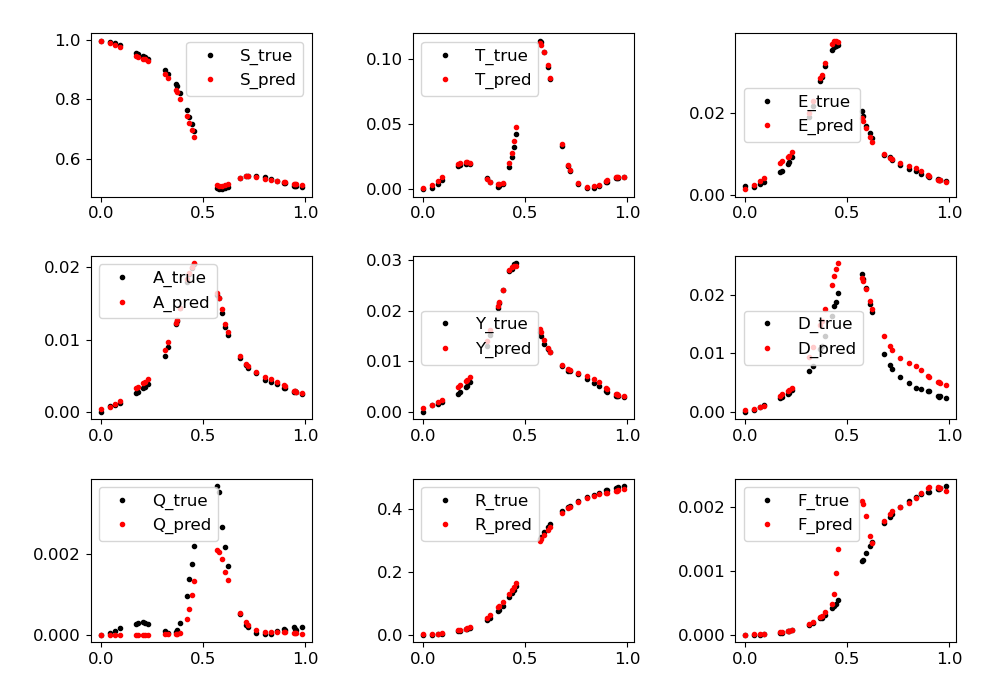 1.0
0.8
0.6
S_true
S_pred
0.0 0.5 1.0
0.10
0.05
0.00
T_true
T_pred
0.0 0.5 1.0
0.02
0.00
E_true
E_pred
0.0 0.5 1.0
0.02
0.01
0.00
A_true
A_pred
0.0 0.5 1.0
0.03
0.02
0.01
0.00
Y_true
Y_pred
0.0 0.5 1.0
0.02
0.01
0.00
D_true
D_pred
0.0 0.5 1.0
0.002
0.000
Q_true
Q_pred
0.0 0.5 1.0
0.4
0.2
0.0
R_true
R_pred
0.0 0.5 1.0
0.002
0.001
0.000
F_true
F_pred
0.0 0.5 1.0